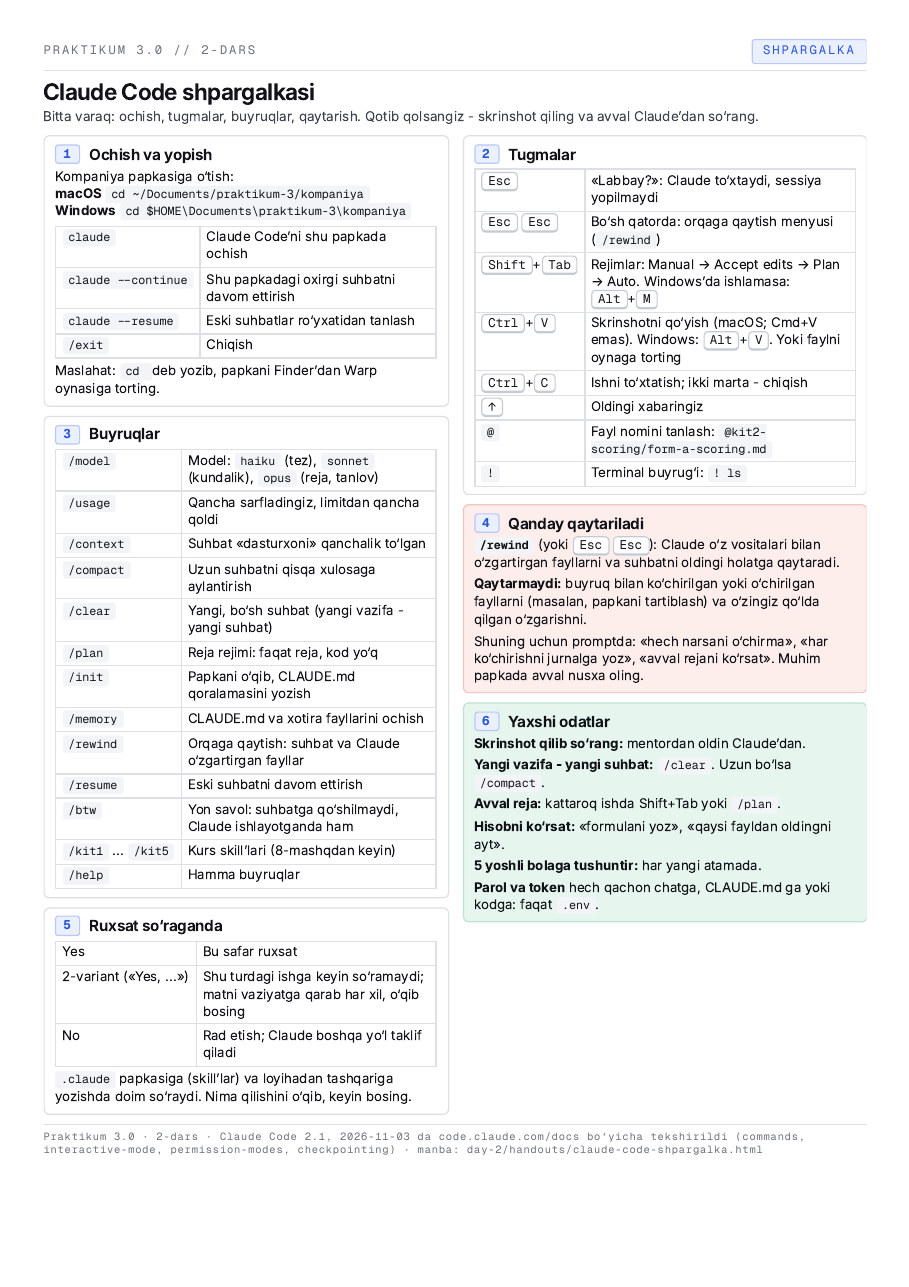 PRAKTIKUM 3.0 // 2-DARS
SHPARGALKA
Claude Code shpargalkasi
Bitta varaq: ochish, tugmalar, buyruqlar, qaytarish. Qotib qolsangiz - skrinshot qiling va avval Claude’dan so‘rang.
1 Ochish va yopish
Kompaniya papkasiga o‘tish:
macOS cd ~/Documents/praktikum-3/kompaniya
Windows cd $HOME\Documents\praktikum-3\kompaniya
claude Claude Code’ni shu papkada
ochish
claude --continue Shu papkadagi oxirgi suhbatni
davom ettirish
claude --resume Eski suhbatlar ro‘yxatidan tanlash
/exit Chiqish
Maslahat: cd deb yozib, papkani Finder’dan Warp
oynasiga torting.
3 Buyruqlar
/model Model: haiku (tez), sonnet
(kundalik), opus (reja, tanlov)
/usage Qancha sarfladingiz, limitdan qancha
qoldi
/context Suhbat «dasturxoni» qanchalik to‘lgan
/compact Uzun suhbatni qisqa xulosaga
aylantirish
/clear Yangi, bo‘sh suhbat (yangi vazifa -
yangi suhbat)
/plan Reja rejimi: faqat reja, kod yo‘q
/init Papkani o‘qib, CLAUDE.md
qoralamasini yozish
/memory CLAUDE.md va xotira fayllarini ochish
/rewind Orqaga qaytish: suhbat va Claude
o‘zgartirgan fayllar
/resume Eski suhbatni davom ettirish
/btw Yon savol: suhbatga qo‘shilmaydi,
Claude ishlayotganda ham
/kit1 … /kit5 Kurs skill’lari (8-mashqdan keyin)
/help Hamma buyruqlar
5 Ruxsat so‘raganda
Yes Bu safar ruxsat
2-variant («Yes, ...») Shu turdagi ishga keyin so‘ramaydi;
matni vaziyatga qarab har xil, o‘qib
bosing
No Rad etish; Claude boshqa yo‘l taklif
qiladi
.claude papkasiga (skill’lar) va loyihadan tashqariga
yozishda doim so‘raydi. Nima qilishini o‘qib, keyin bosing.
2 Tugmalar
Esc «Labbay?»: Claude to‘xtaydi, sessiya
yopilmaydi
Esc Esc Bo‘sh qatorda: orqaga qaytish menyusi
( /rewind )
Shift + Tab Rejimlar: Manual → Accept edits → Plan
→ Auto. Windows’da ishlamasa:
Alt + M
Ctrl + V Skrinshotni qo‘yish (macOS; Cmd+V
emas). Windows: Alt + V . Yoki faylni
oynaga torting
Ctrl + C Ishni to‘xtatish; ikki marta - chiqish
↑ Oldingi xabaringiz
@ Fayl nomini tanlash: @kit2-
scoring/form-a-scoring.md
! Terminal buyrug‘i: ! ls
4 Qanday qaytariladi
/rewind (yoki Esc Esc ): Claude o‘z vositalari bilan
o‘zgartirgan fayllarni va suhbatni oldingi holatga qaytaradi.
Qaytarmaydi: buyruq bilan ko‘chirilgan yoki o‘chirilgan
fayllarni (masalan, papkani tartiblash) va o‘zingiz qo‘lda
qilgan o‘zgarishni.
Shuning uchun promptda: «hech narsani o‘chirma», «har
ko‘chirishni jurnalga yoz», «avval rejani ko‘rsat». Muhim
papkada avval nusxa oling.
6 Yaxshi odatlar
Skrinshot qilib so‘rang: mentordan oldin Claude’dan.
Yangi vazifa - yangi suhbat: /clear . Uzun bo‘lsa
/compact .
Avval reja: kattaroq ishda Shift+Tab yoki /plan .
Hisobni ko‘rsat: «formulani yoz», «qaysi fayldan oldingni
ayt».
5 yoshli bolaga tushuntir: har yangi atamada.
Parol va token hech qachon chatga, CLAUDE.md ga yoki
kodga: faqat .env .
Praktikum 3.0 · 2-dars · Claude Code 2.1, 2026-11-03 da code.claude.com/docs bo‘yicha tekshirildi (commands,
interactive-mode, permission-modes, checkpointing) · manba: day-2/handouts/claude-code-shpargalka.html